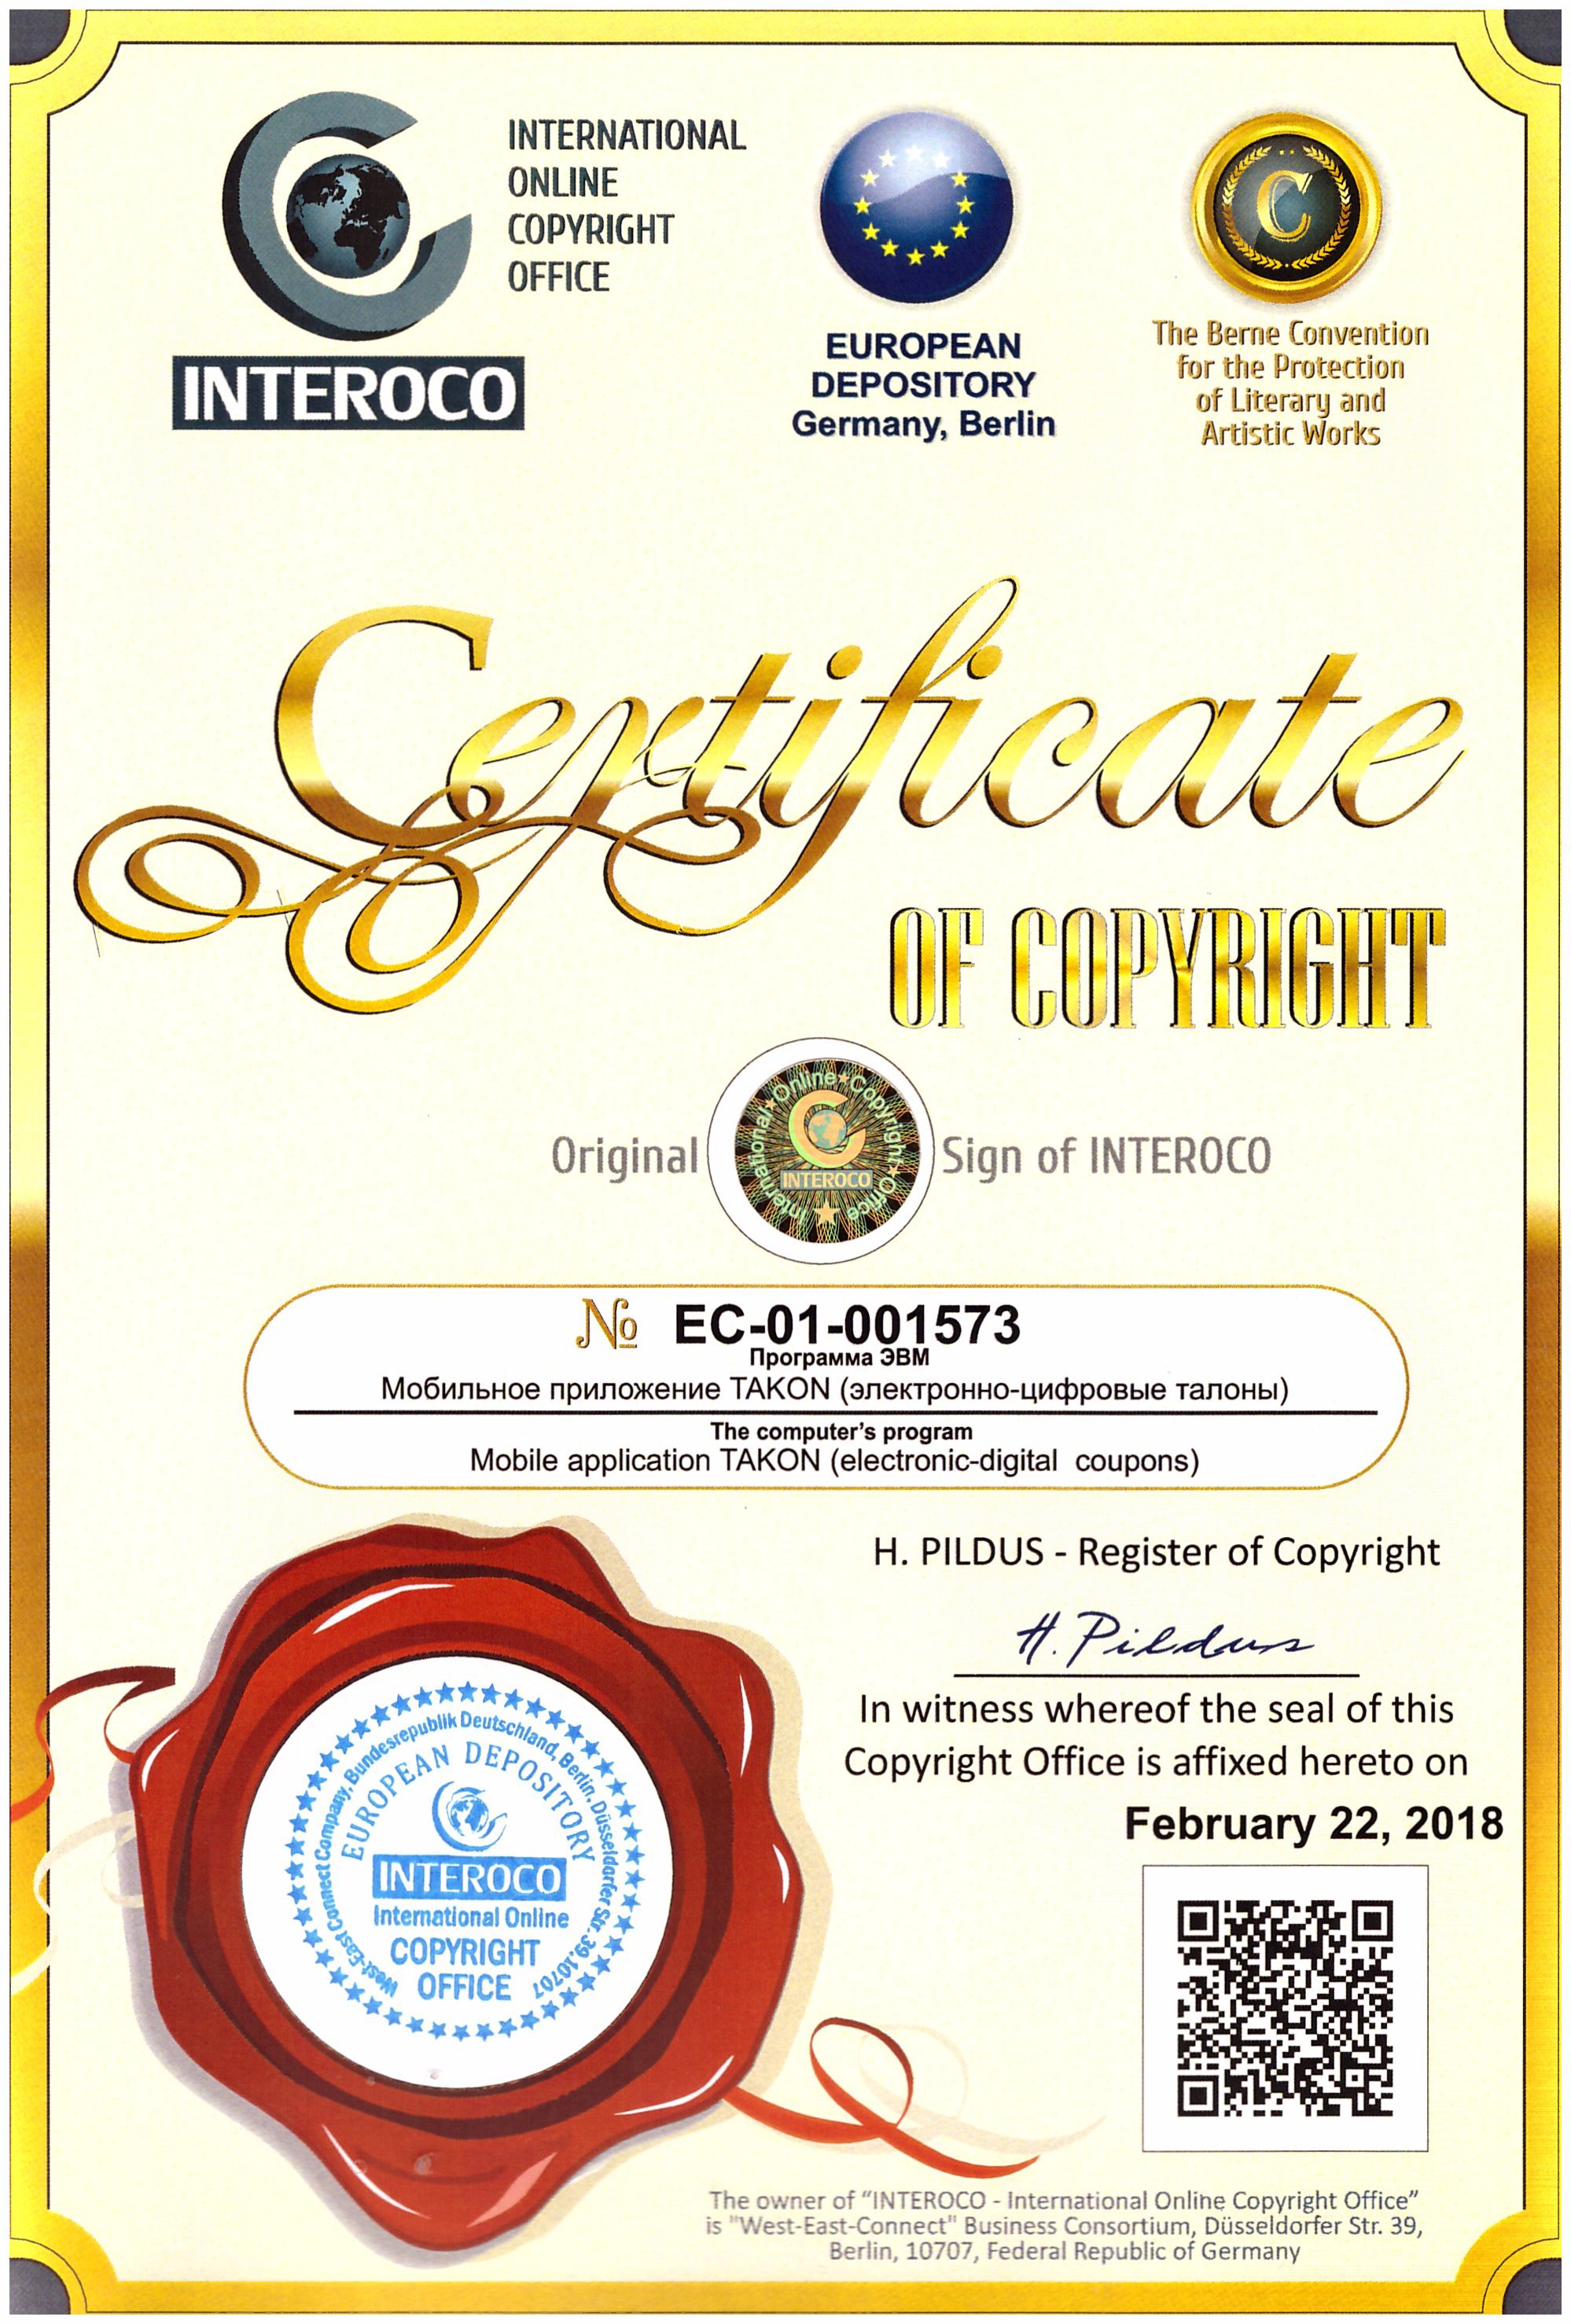 INTERNATIONAL
ONLINE
COPYRIGHT
OFFICE
INTEROCO
EUROPEAN
DEPOSITORY
Germany, Berlin
C
The Berne Convention
for the Protection
of Literary and
Artistic Works
Certificate
OF COPYRIGHT
Original
International Online Copyright Office
INTEROCO
Sign of INTEROCO
№ EC-01-001573
Программа ЭВМ
Мобильное приложение TAKON (электронно-цифровые талоны)
The computer's program
Mobile application TAKON (electronic-digital coupons)
H. PILDUS - Register of Copyright
H. Pildus
In witness whereof the seal of this
Copyright Office is affixed hereto on
February 22, 2018
West-East Connect Company, Bundesrepublik Deutschland, Berlin, Düsseldorfer Str. 39,10707
EUROPEAN DEPOSITORY
INTEROCO
International Online
COPYRIGHT
OFFICE
The owner of “INTEROCO - International Online Copyright Office”
is "West-East-Connect" Business Consortium, Düsseldorfer Str. 39,
Berlin, 10707, Federal Republic of Germany